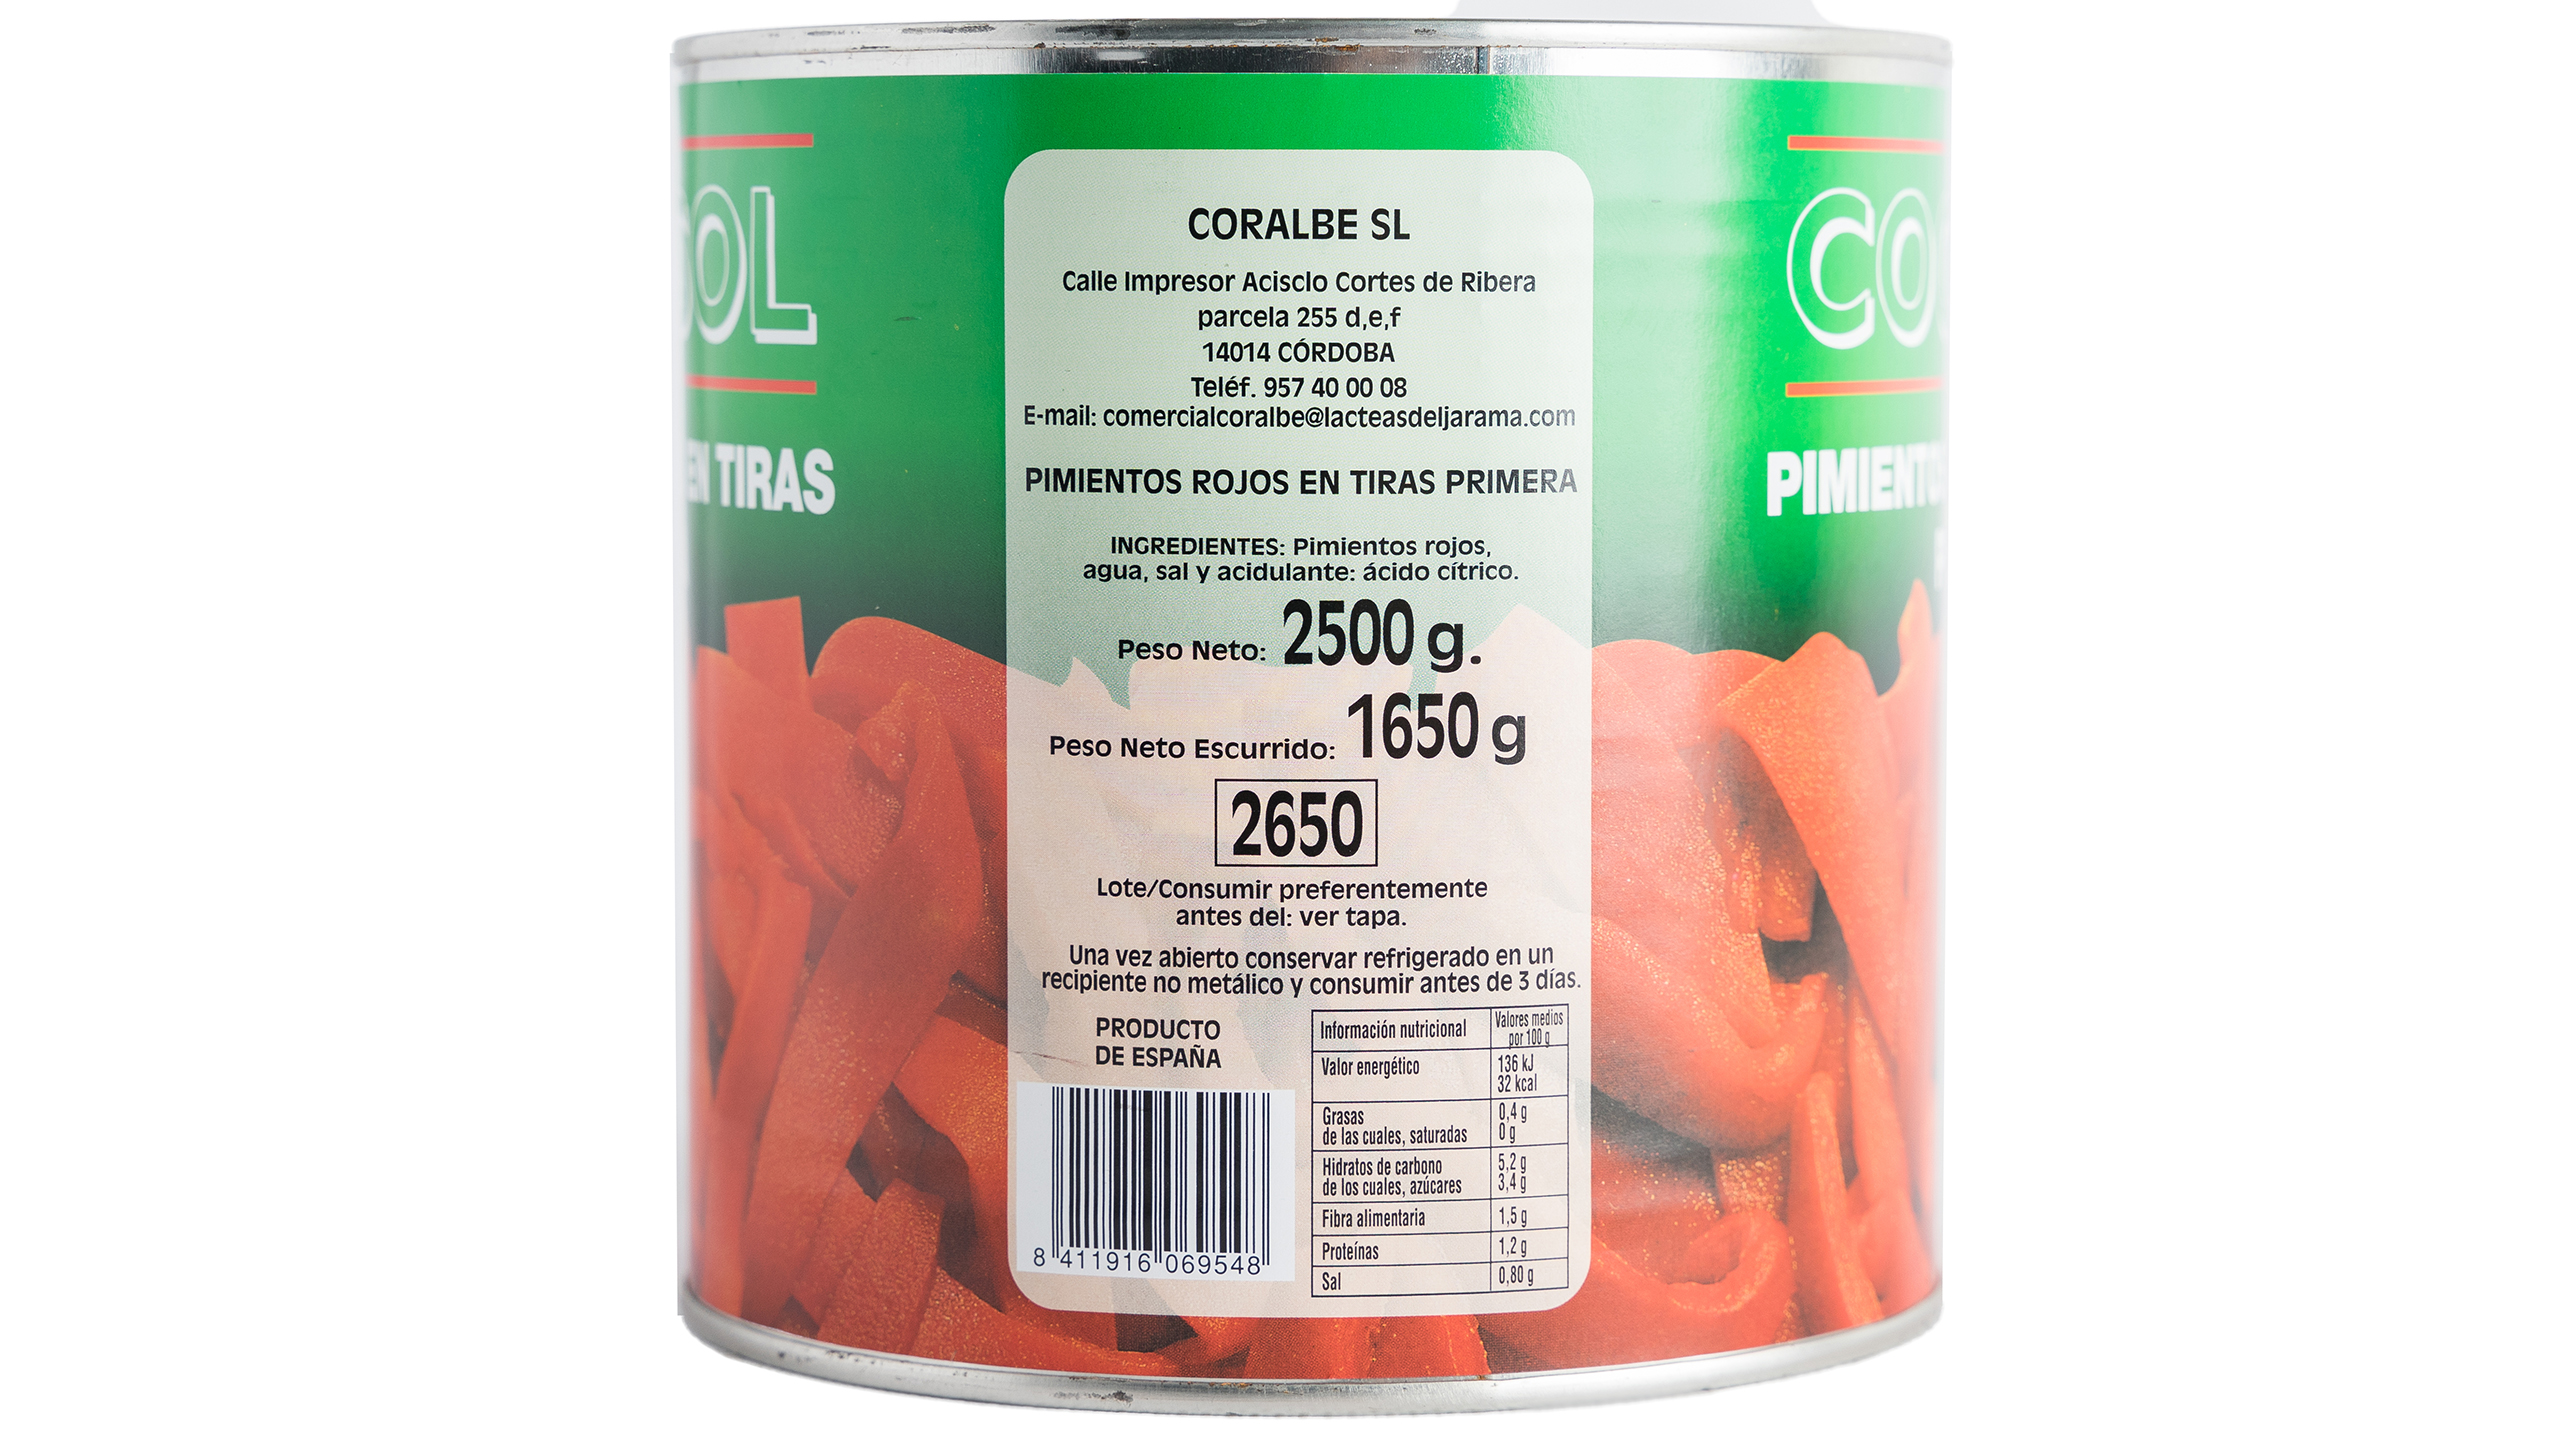 OL
EN TIRAS
CORALBE SL
Calle Impresor Acisclo Cortes de Ribera
parcela 255 d,e,f
14014 CÓRDOBA
Teléf. 957 40 00 08
E-mail: comercialcoralbe@lacteasdeljarama.com
PIMIENTOS ROJOS EN TIRAS PRIMERA
INGREDIENTES: Pimientos rojos,
agua, sal y acidulante: ácido cítrico.
Peso Neto: 2500 g.
Peso Neto Escurrido: 1650 g
2650
Lote/Consumir preferentemente
antes del: ver tapa.
Una vez abierto conservar refrigerado en un
recipiente no metálico y consumir antes de 3 días.
PRODUCTO
DE ESPAÑA
8 411916 069548
Información nutricional Valores medios
por 100 g
Valor energético 136 kJ
32 kcal
Grasas 0,4 g
de las cuales, saturadas 0 g
Hidratos de carbono 5,2 g
de los cuales, azúcares 3,4 g
Fibra alimentaria 1,5 g
Proteínas 1,2 g
Sal 0,80 g
CO
PIMIENTO